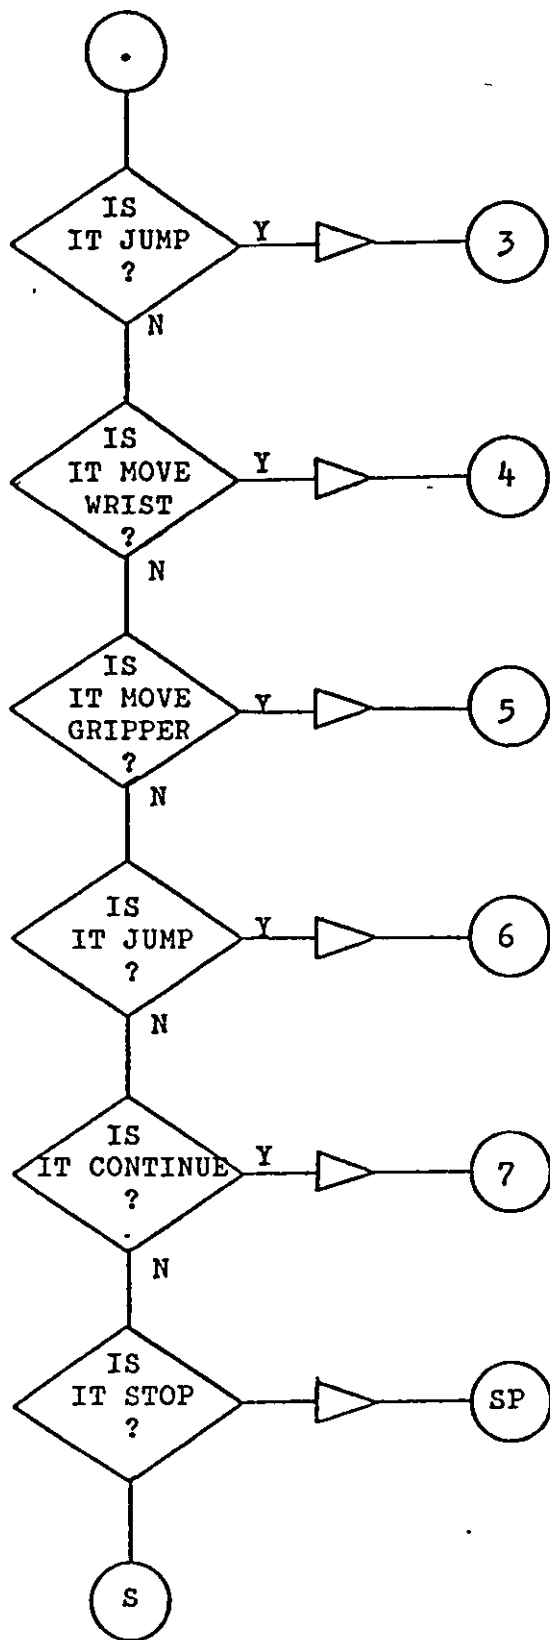 .
IS
IT JUMP
?
Y
3
N
IS
IT MOVE
WRIST
?
Y
4
N
IS
IT MOVE
GRIPPER
?
Y
5
N
IS
IT JUMP
?
Y
6
N
IS
IT CONTINUE
?
Y
7
N
IS
IT STOP
?
SP
S